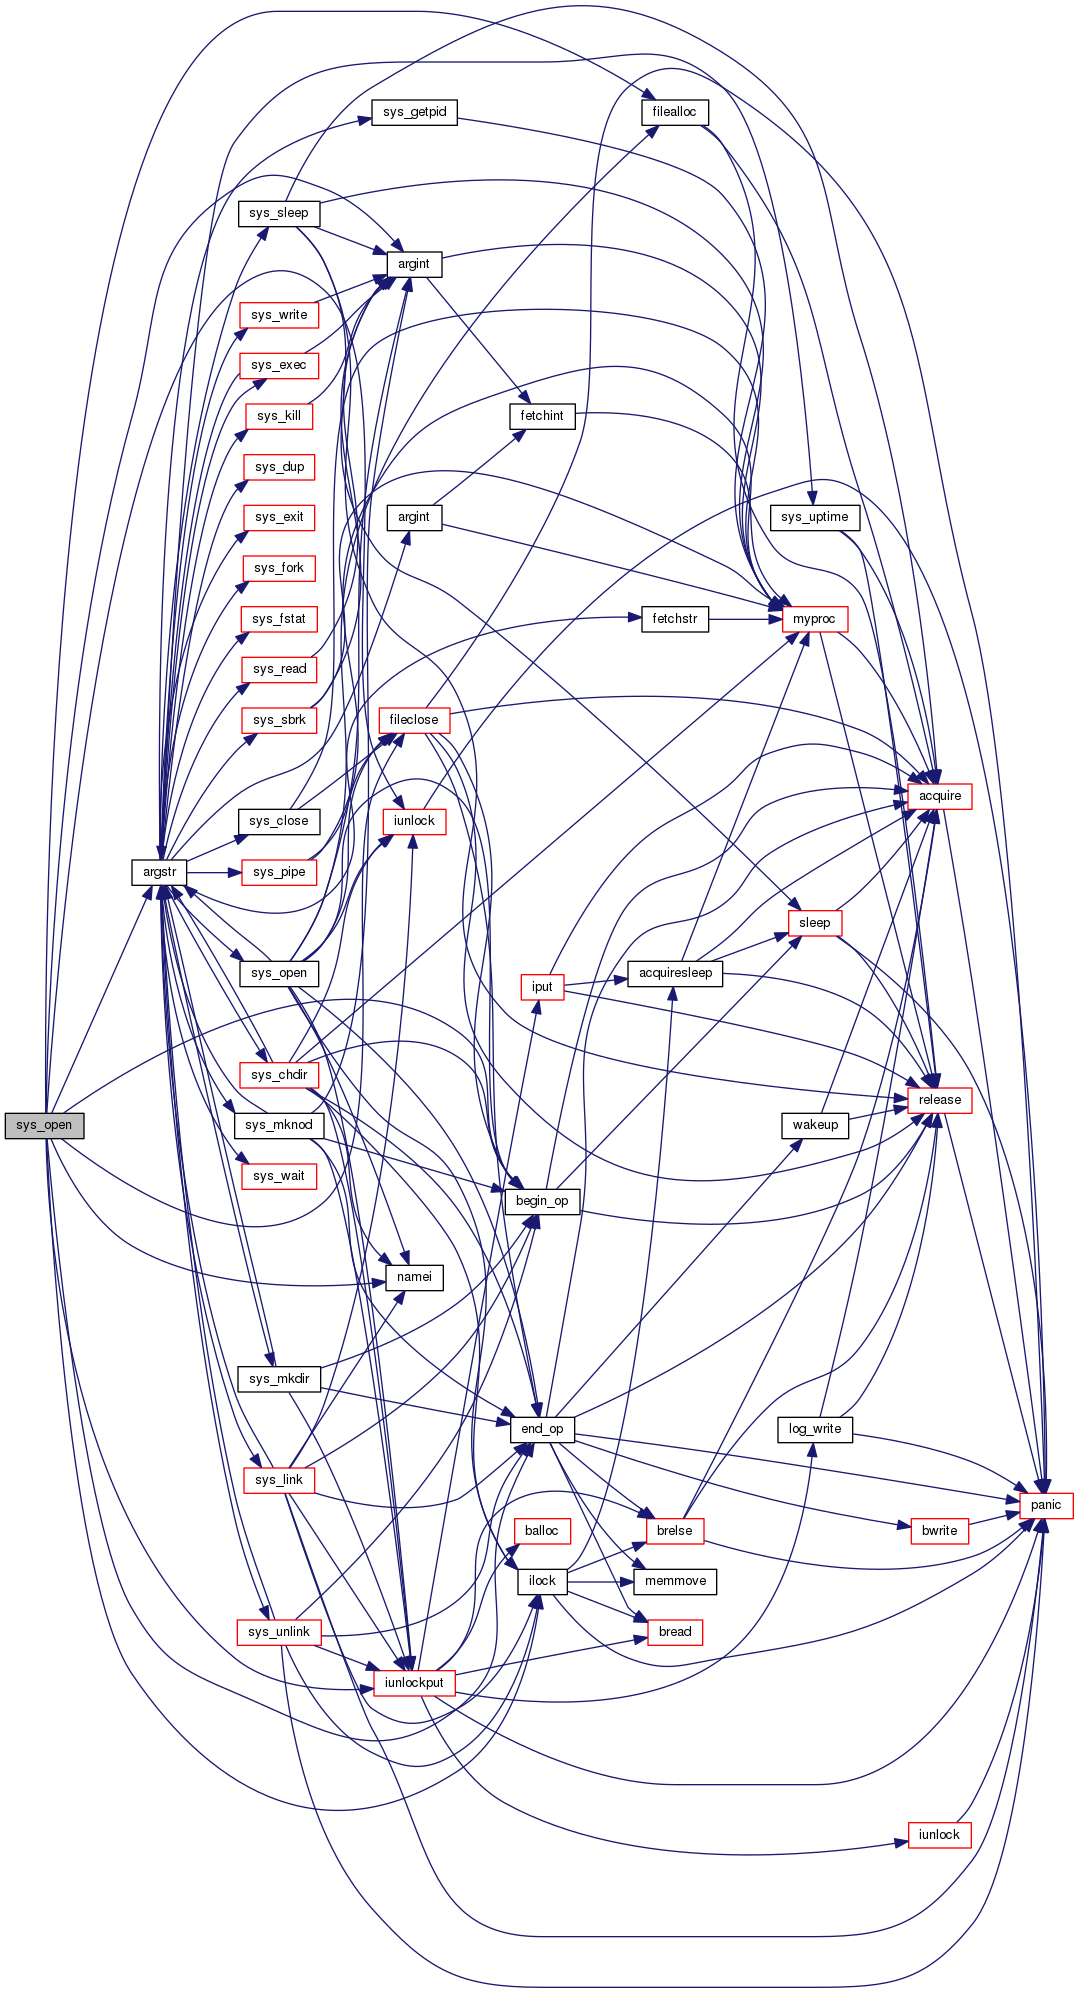 sys_open
argstr
sys_getpid
sys_sleep
sys_write
sys_exec
sys_kill
sys_dup
sys_exit
sys_fork
sys_fstat
sys_read
sys_sbrk
sys_close
sys_pipe
sys_open
sys_chdir
sys_mknod
sys_wait
sys_mkdir
sys_link
sys_unlink
argint
argint
fileclose
iunlock
namei
iunlockput
fetchint
iput
begin_op
end_op
balloc
ilock
filealloc
fetchstr
acquiresleep
brelse
memmove
bread
sys_uptime
myproc
sleep
wakeup
log_write
acquire
release
bwrite
iunlock
panic